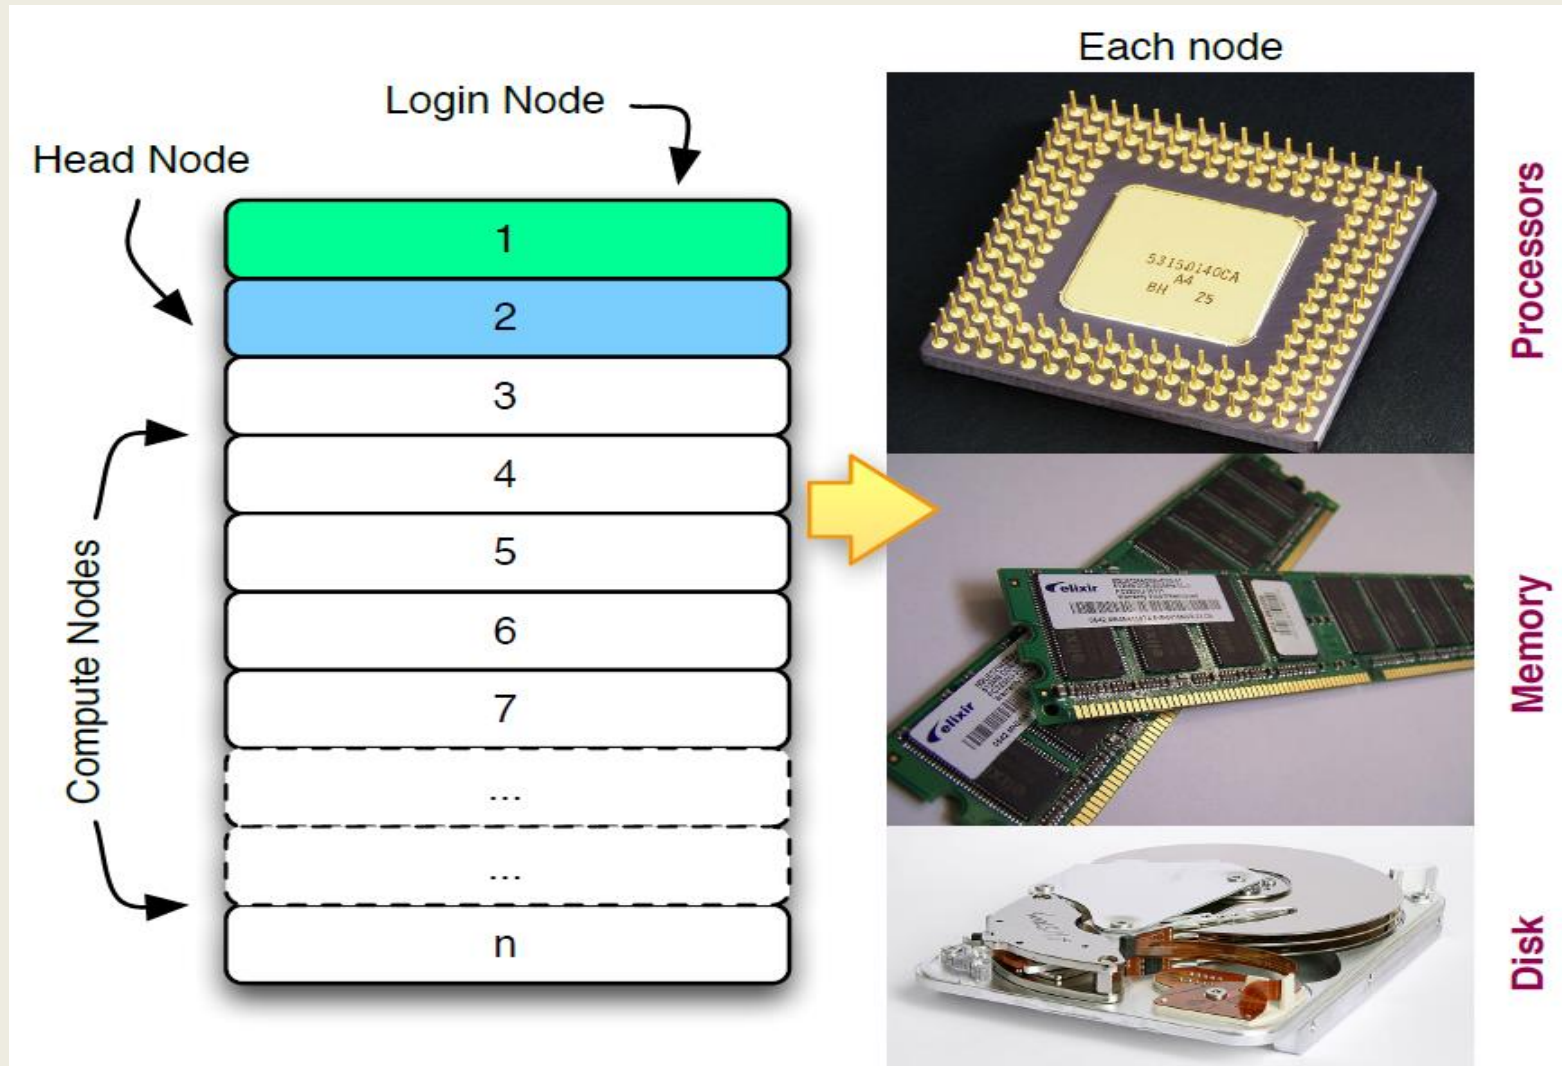 Each node
Login Node
Head Node
1
2
3
4
5
6
7
...
...
n
Compute Nodes
Processors
Memory
Disk
53150140CA
A4
BH 25
elixir
elixir